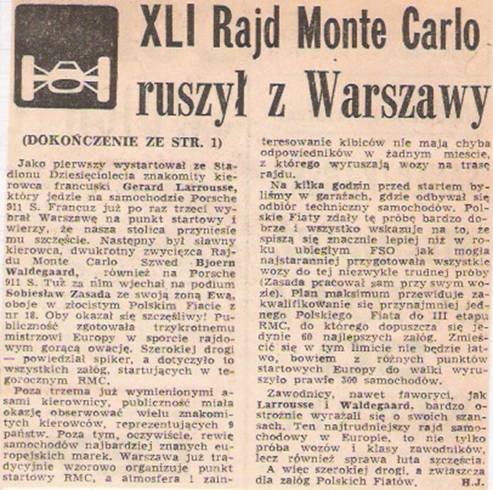 XLI Rajd Monte Carlo
ruszył z Warszawy
(DOKOŃCZENIE ZE STR. 1)
Jako pierwszy wystartował ze Sta-
dionu Dziesięciolecia znakomity kie-
rowca francuski Gerard Larrousse,
który jedzie na samochodzie Porsche
911 S. Francuz już po raz trzeci wy-
brał Warszawę na punkt startowy i
wierzy, że nasza stolica przyniesie
mu szczęście. Następny był sławny
kierowca, dwukrotny zwycięzca Raj-
du Monte Carlo Szwed Bjoern
Waldegaard, również na Porsche
911 S. Tuż za nim wjechał na podium
Sobiesław Zasada ze swoją żoną Ewą,
oboje w złocistym Polskim Fiacie z
nr 18. Oby okazał się szczęśliwy! Pu-
bliczność zgotowała trzykrotnemu
mistrzowi Europy w sporcie rajdo-
wym gorącą owację. Szerokiej drogi
— powiedział spiker, a dotyczyło to
wszystkich załóg, startujących w te-
gorocznym RMC.
Poza trzema już wymienionymi a-
sami kierownicy, publiczność miała
okazję obserwować wielu znakomi-
tych kierowców, reprezentujących 9
państw. Poza tym, oczywiście, rewię
samochodów najbardziej znanych eu-
ropejskich marek. Warszawa już tra-
dycyjnie wzorowo organizuje punkt
startowy RMC, a atmosfera i zain-
teresowanie kibiców nie mają chyba
odpowiedników w żadnym mieście,
z którego wyruszają wozy na trasę
rajdu.
Na kilka godzin przed startem by-
liśmy w garażach, gdzie odbywał się
odbiór techniczny samochodów. Pol-
skie Fiaty zdały tę próbę bardzo do-
brze i wszystko wskazuje na to, że
spiszą się znacznie lepiej niż w ro-
ku ubiegłym FSO jak mogła
najstaranniej przygotowała wszystkie
wozy do tej niezwykle trudnej próby
(Zasada pracował sam przy swym wo-
zie). Plan maksimum przewiduje za-
kwalifikowanie się przynajmniej jed-
nego Polskiego Fiata do III etapu
RMC, do którego dopuszcza się je-
dynie 60 najlepszych załóg. Zmieś-
cić się w tym limicie nie będzie łat-
wo, bowiem z różnych punktów
startowych Europy do walki wyru-
szyło prawie 300 samochodów.
Zawodnicy, nawet faworyci, jak
Larrousse i Waldegaard, bardzo o-
strożnie wyrażali się o swoich szan-
sach. Ten najtrudniejszy rajd samo-
chodowy w Europie, to nie tylko
próba wozów i klasy zawodników,
lecz również sprawa łuta szczęścia.
A więc szerokiej drogi, a zwłaszcza
dla załóg Polskich Fiatów. H.J.